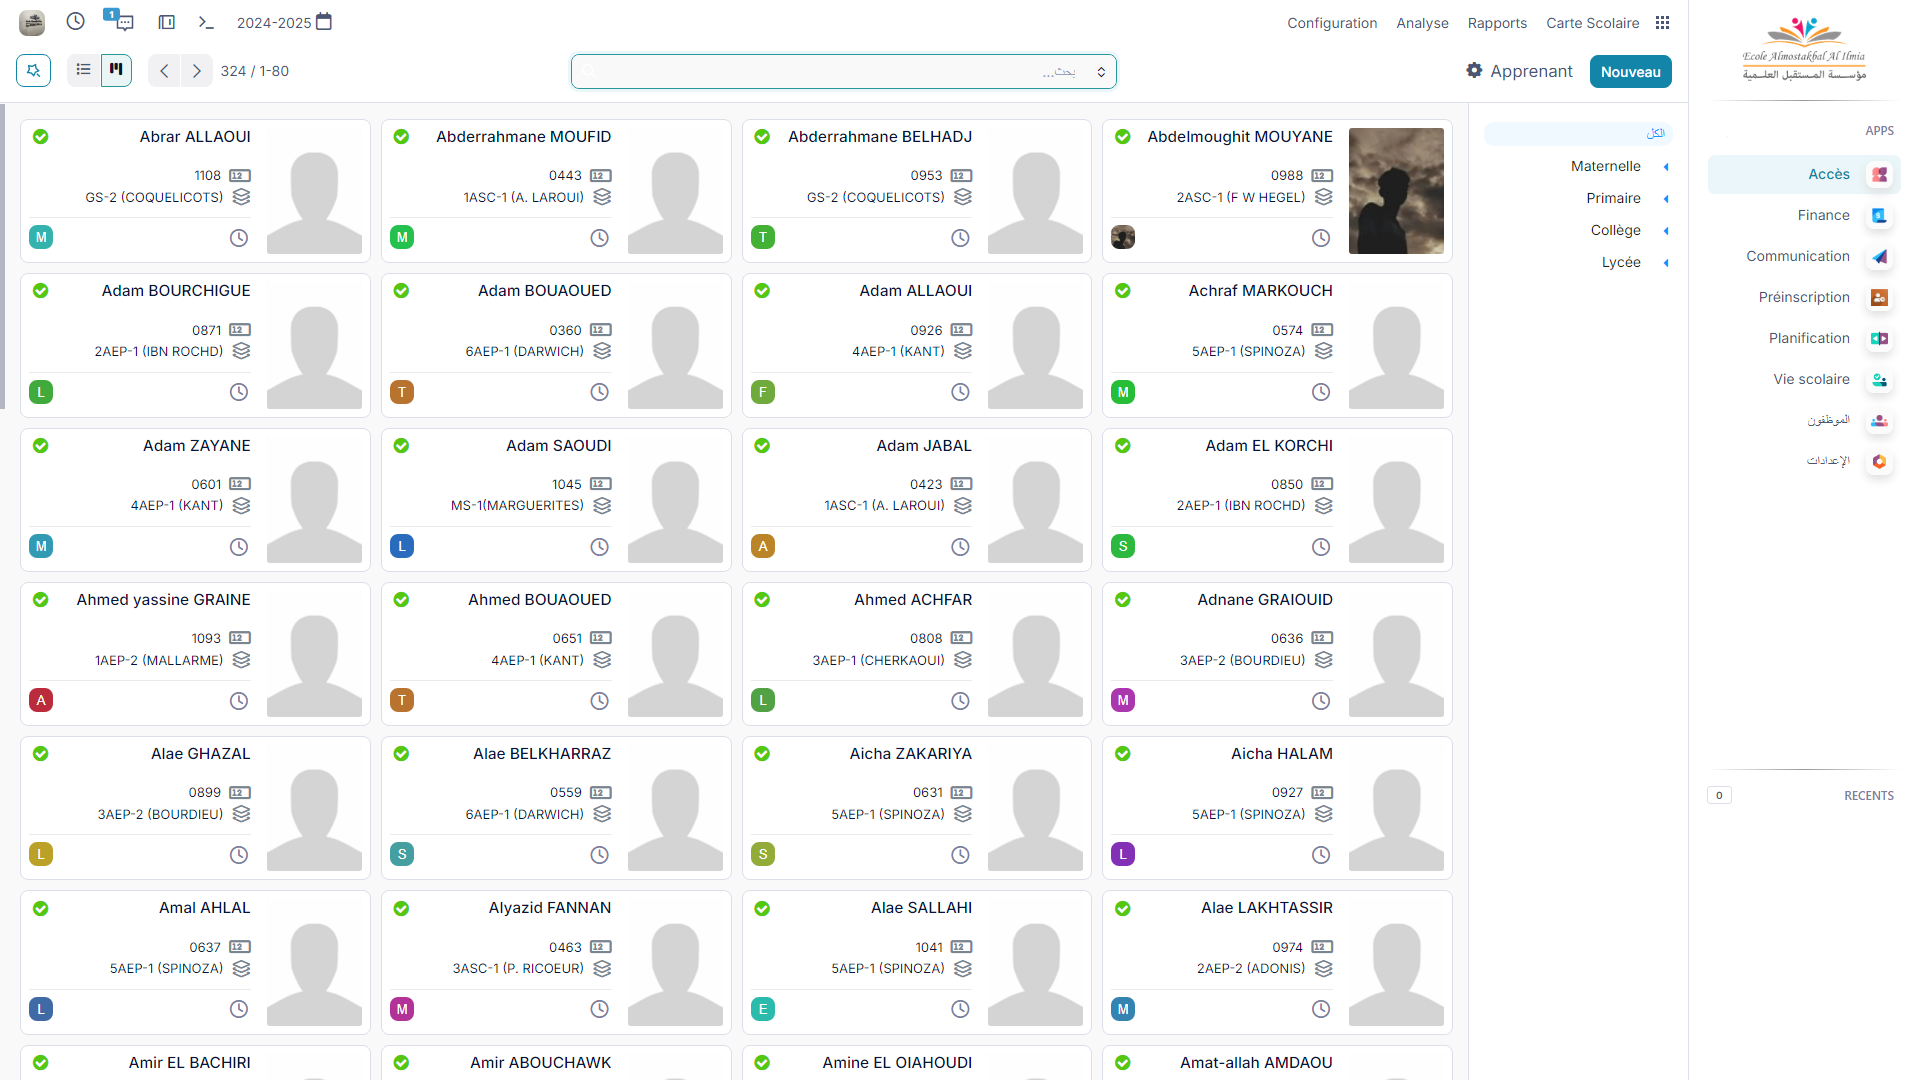 1
2024-2025
Configuration
Analyse
Rapports
Carte Scolaire
324 / 1-80
بحث...
Apprenant
Nouveau
Ecole Almostakbal Al Ilmia
مؤسسة المستقبل العلمية
APPS
Accès
Finance
Communication
Préinscription
Planification
Vie scolaire
الموظفون
الإعدادات
0
RECENTS
الكل
Maternelle
Primaire
Collège
Lycée
Abrar ALLAOUI
1108
GS-2 (COQUELICOTS)
M
Abderrahmane MOUFID
0443
1ASC-1 (A. LAROUI)
M
Abderrahmane BELHADJ
0953
GS-2 (COQUELICOTS)
T
Abdelmoughit MOUYANE
0988
2ASC-1 (F W HEGEL)
Adam BOURCHIGUE
0871
2AEP-1 (IBN ROCHD)
L
Adam BOUAOUED
0360
6AEP-1 (DARWICH)
T
Adam ALLAOUI
0926
4AEP-1 (KANT)
F
Achraf MARKOUCH
0574
5AEP-1 (SPINOZA)
M
Adam ZAYANE
0601
4AEP-1 (KANT)
M
Adam SAOUDI
1045
MS-1(MARGUERITES)
L
Adam JABAL
0423
1ASC-1 (A. LAROUI)
A
Adam EL KORCHI
0850
2AEP-1 (IBN ROCHD)
S
Ahmed yassine GRAINE
1093
1AEP-2 (MALLARME)
A
Ahmed BOUAOUED
0651
4AEP-1 (KANT)
T
Ahmed ACHFAR
0808
3AEP-1 (CHERKAOUI)
L
Adnane GRAIOUID
0636
3AEP-2 (BOURDIEU)
M
Alae GHAZAL
0899
3AEP-2 (BOURDIEU)
L
Alae BELKHARRAZ
0559
6AEP-1 (DARWICH)
S
Aicha ZAKARIYA
0631
5AEP-1 (SPINOZA)
S
Aicha HALAM
0927
5AEP-1 (SPINOZA)
L
Amal AHLAL
0637
5AEP-1 (SPINOZA)
L
Alyazid FANNAN
0463
3ASC-1 (P. RICOEUR)
M
Alae SALLAHI
1041
5AEP-1 (SPINOZA)
E
Alae LAKHTASSIR
0974
2AEP-2 (ADONIS)
M
Amir EL BACHIRI
Amir ABOUCHAWK
Amine EL OIAHOUDI
Amat-allah AMDAOU